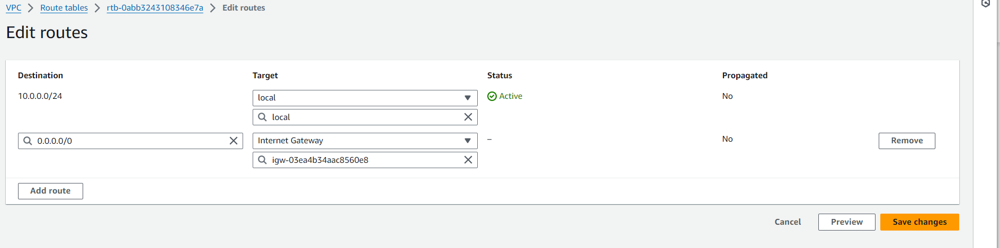 VPC > Route tables > rtb-0abb3243108346e7a > Edit routes
Edit routes
Destination Target Status Propagated
10.0.0.0/24 local Active No
local
0.0.0.0/0 Internet Gateway – No Remove
igw-03ea4b34aac8560e8
Add route
Cancel Preview Save changes